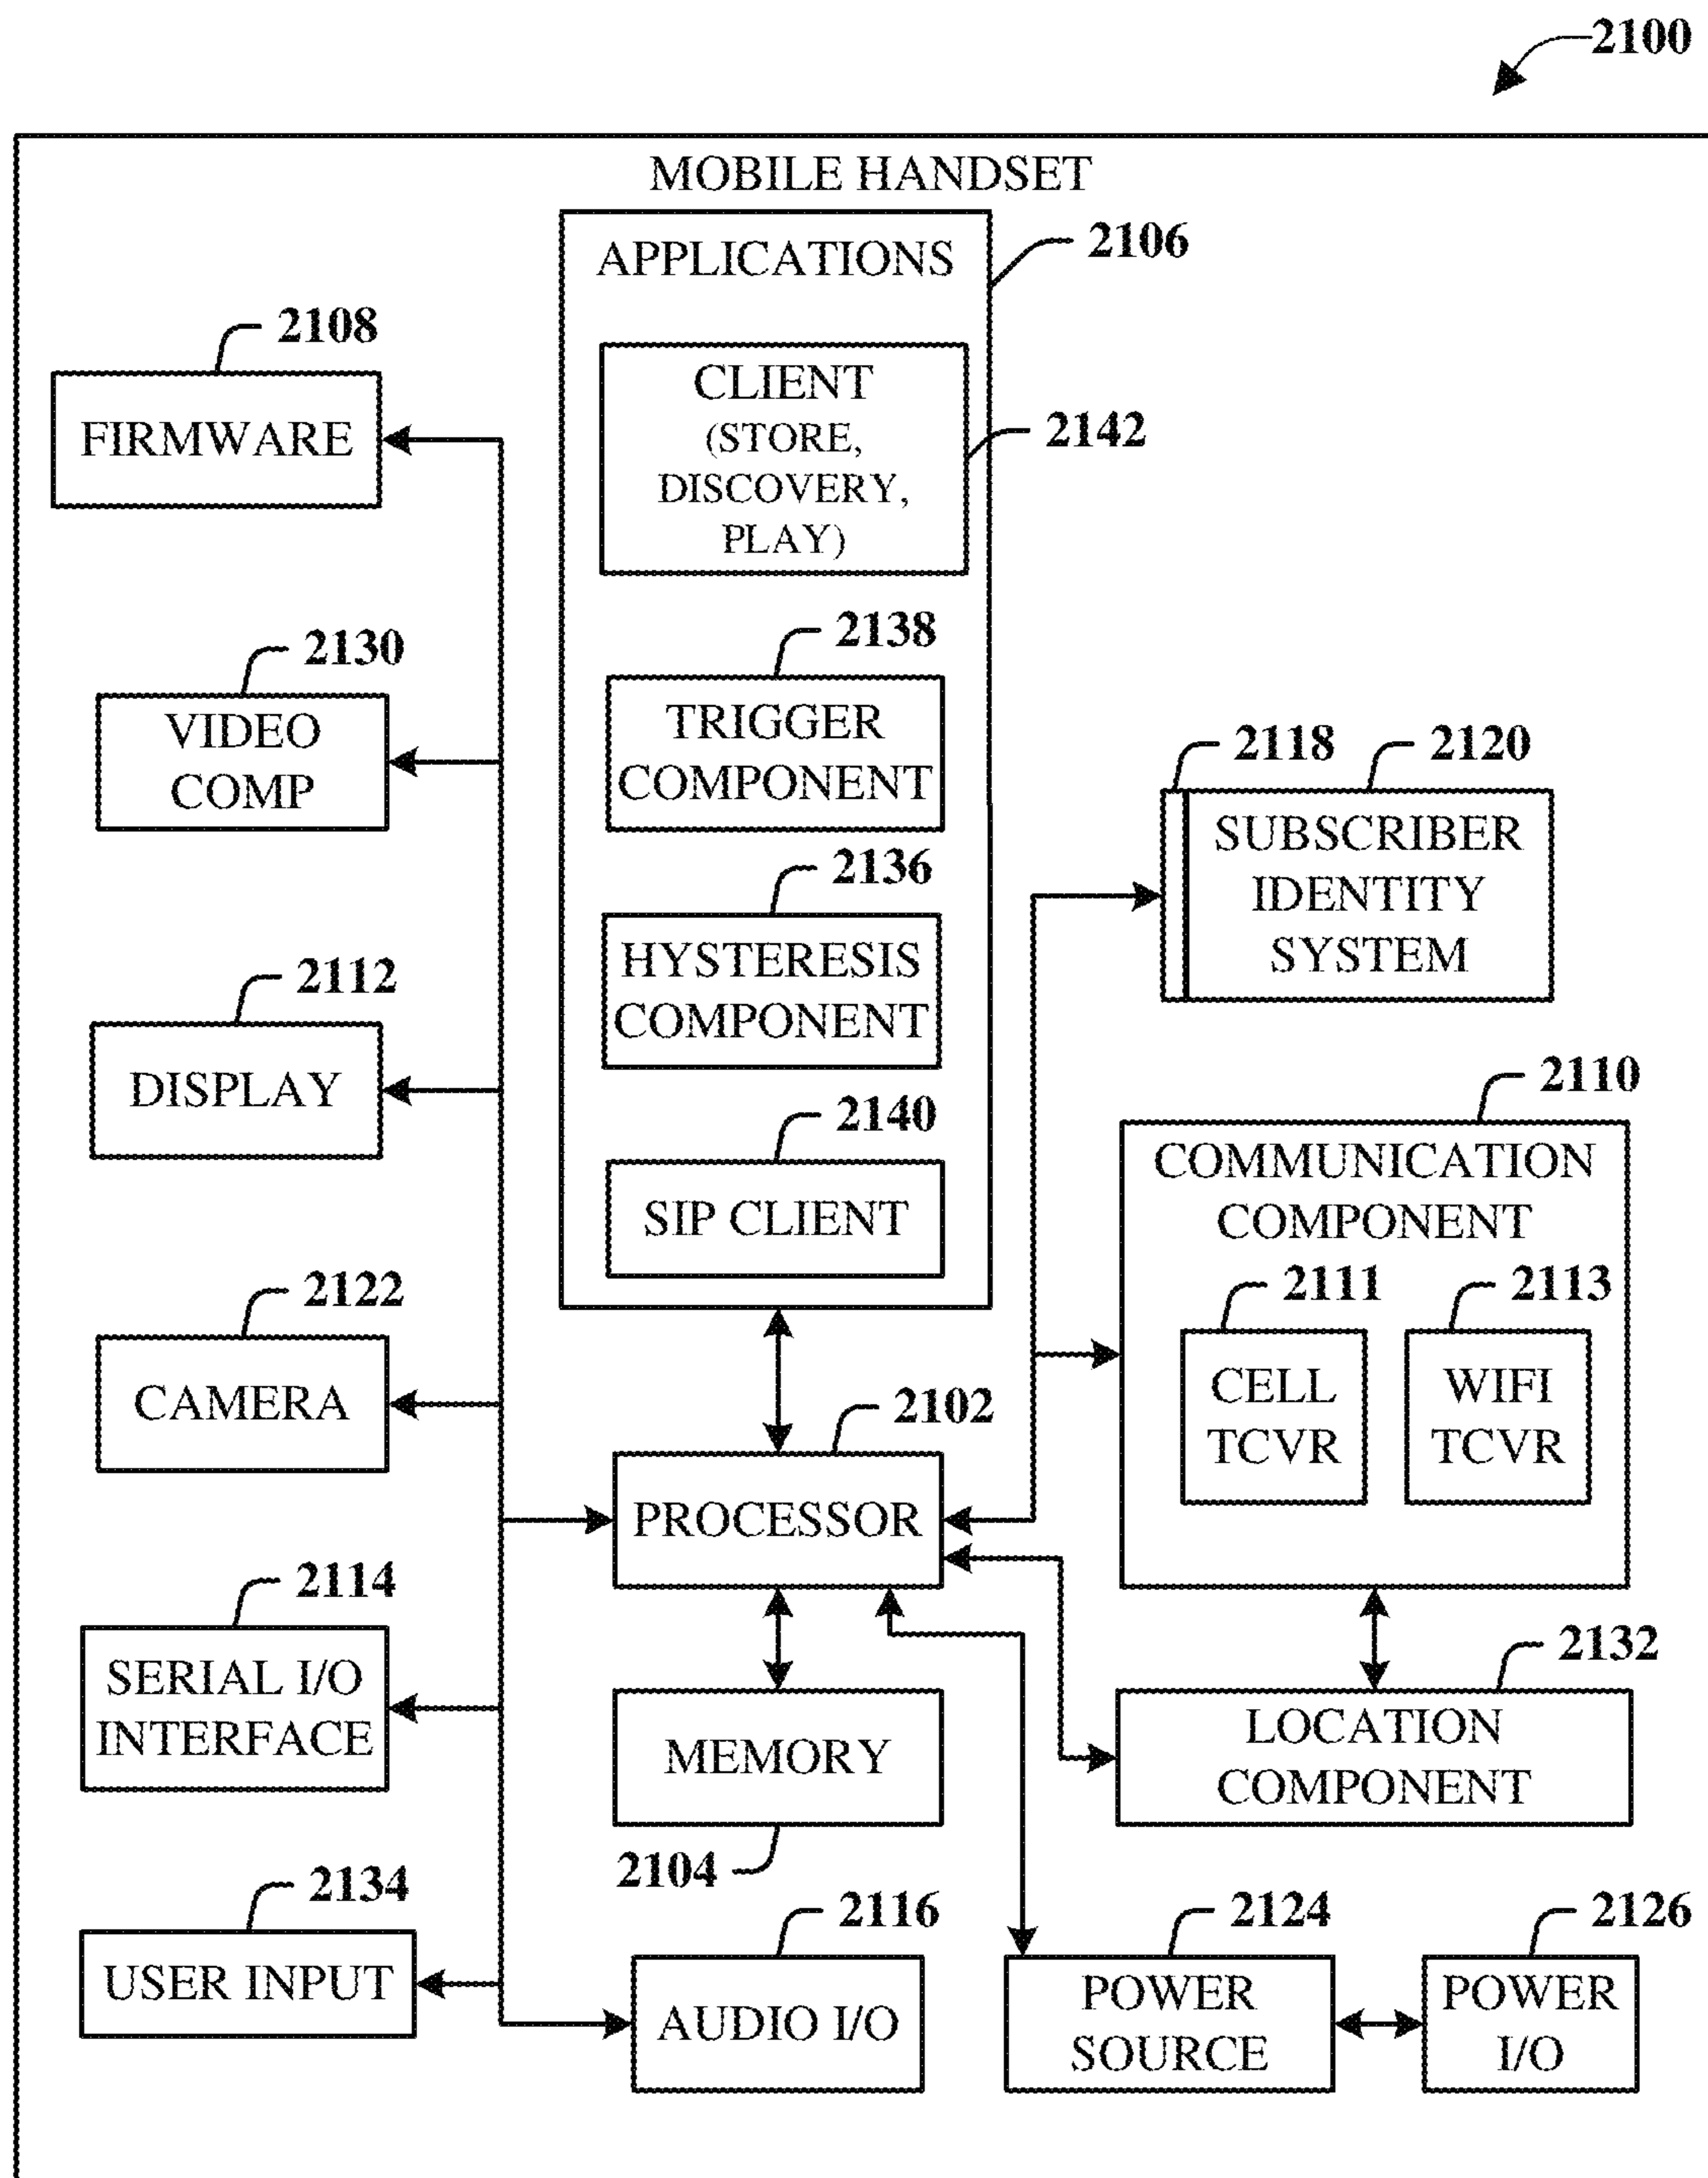 2100
MOBILE HANDSET
APPLICATIONS
2106
CLIENT
(STORE,
DISCOVERY,
PLAY)
2142
2138
TRIGGER
COMPONENT
2136
HYSTERESIS
COMPONENT
2140
SIP CLIENT
2108
FIRMWARE
2130
VIDEO
COMP
2112
DISPLAY
2122
CAMERA
2114
SERIAL I/O
INTERFACE
2134
USER INPUT
2102
PROCESSOR
MEMORY
2104
2116
AUDIO I/O
2118
2120
SUBSCRIBER
IDENTITY
SYSTEM
2110
COMMUNICATION
COMPONENT
2111
CELL
TCVR
2113
WIFI
TCVR
2132
LOCATION
COMPONENT
2124
POWER
SOURCE
2126
POWER
I/O